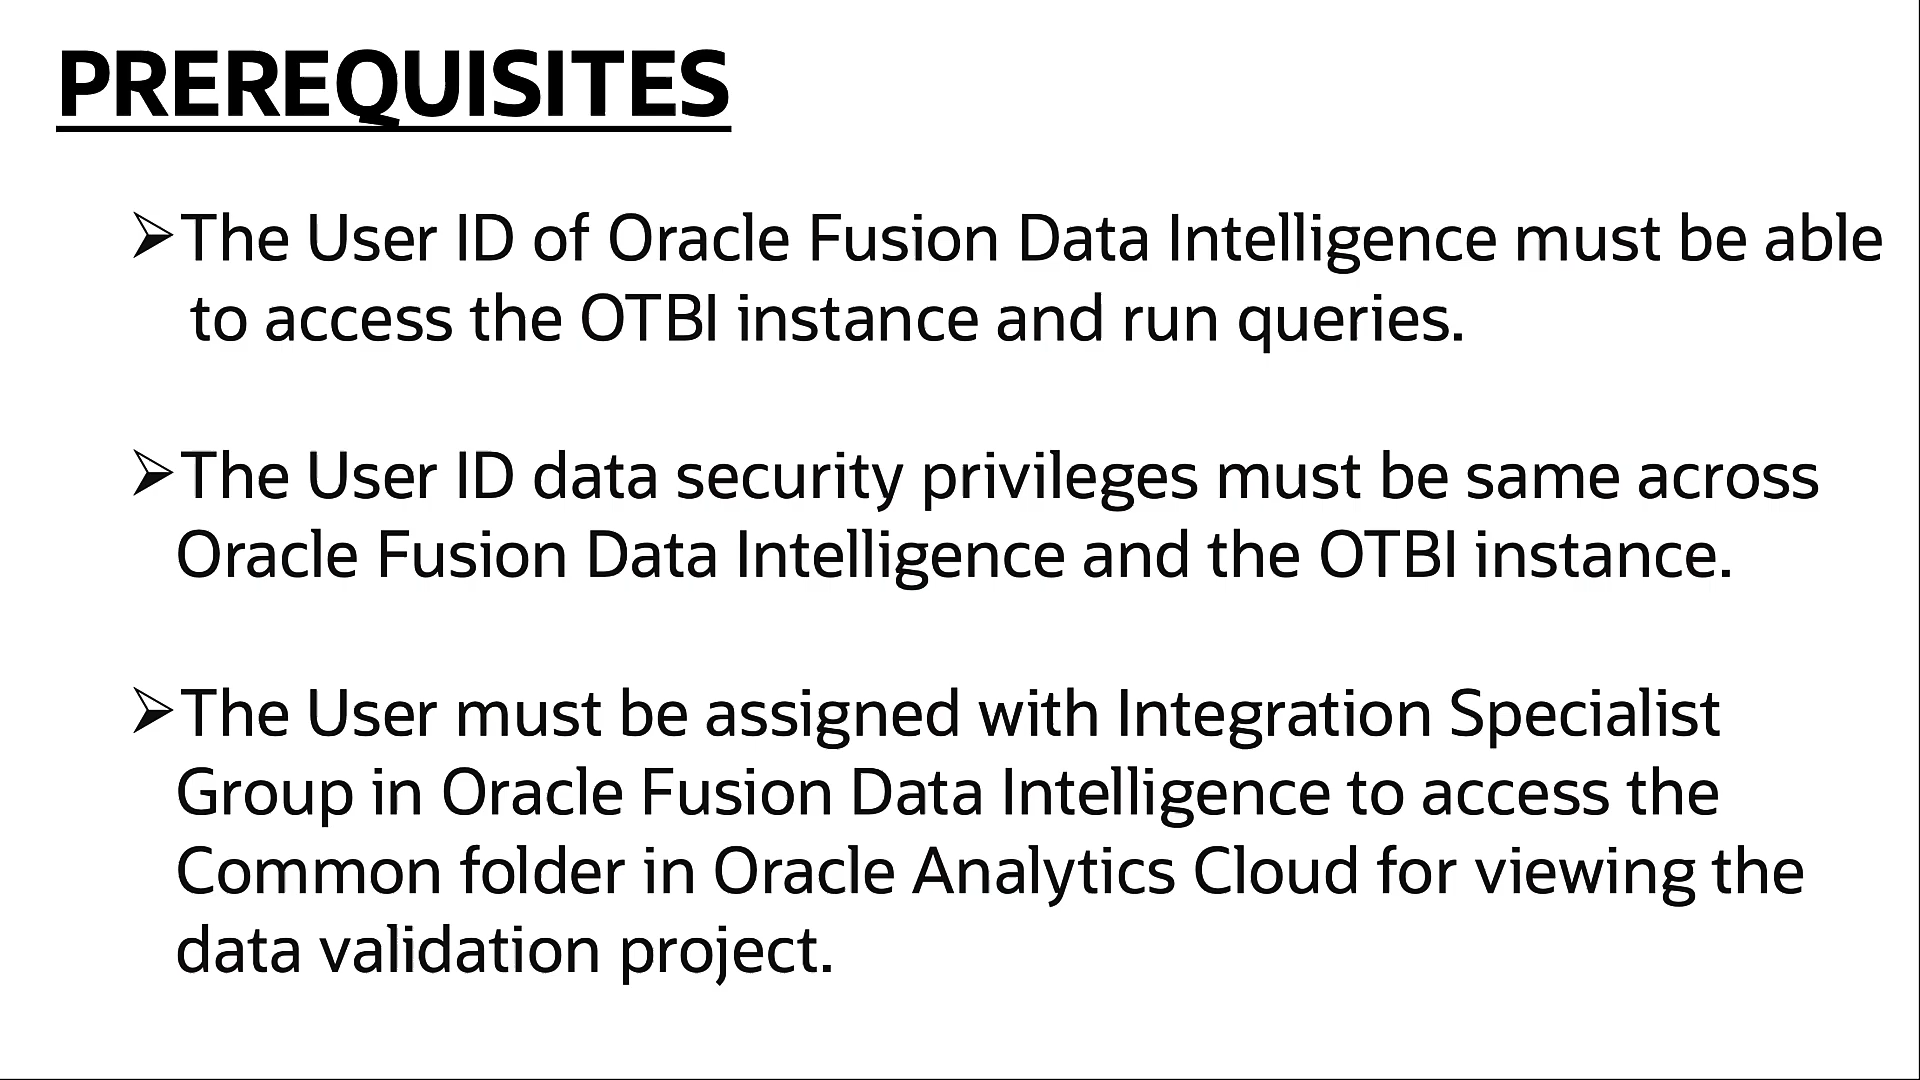 PREREQUISITES
➢The User ID of Oracle Fusion Data Intelligence must be able
to access the OTBI instance and run queries.
➢The User ID data security privileges must be same across
Oracle Fusion Data Intelligence and the OTBI instance.
➢The User must be assigned with Integration Specialist
Group in Oracle Fusion Data Intelligence to access the
Common folder in Oracle Analytics Cloud for viewing the
data validation project.